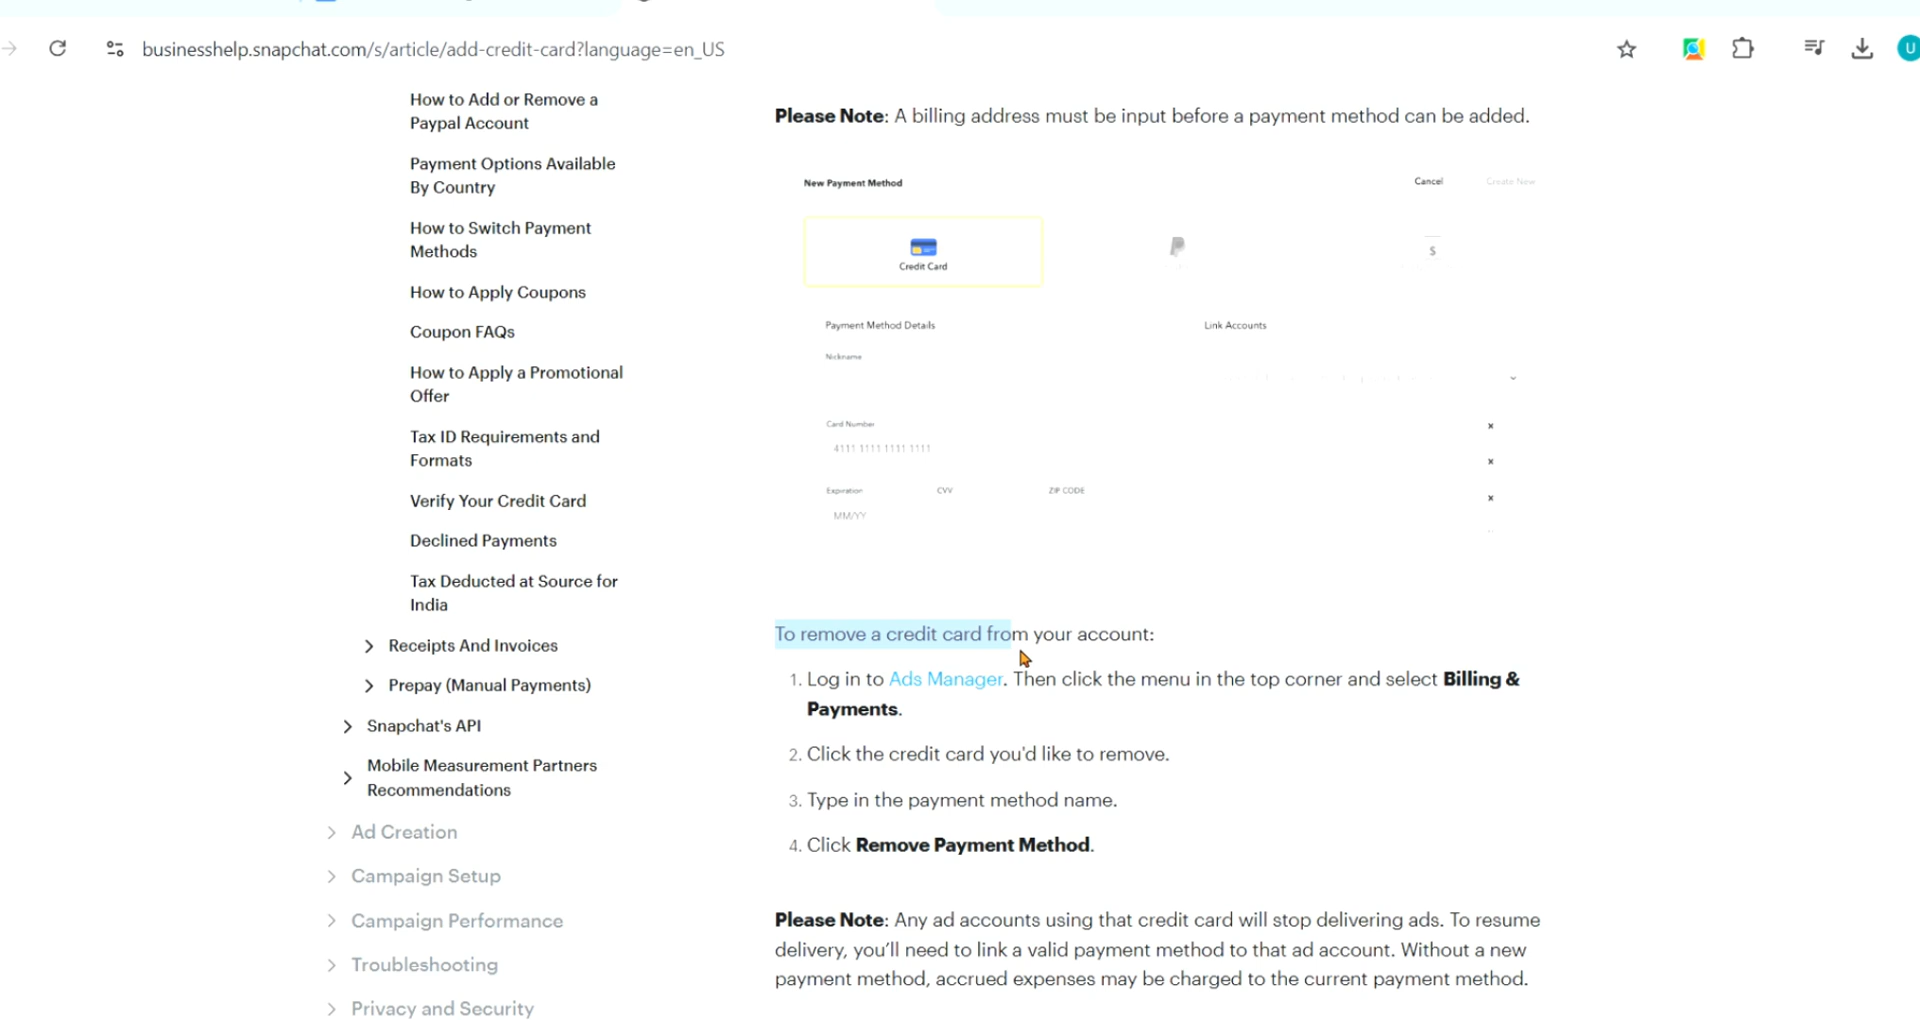 businesshelp.snapchat.com/s/article/add-credit-card?language=en_US
U
How to Add or Remove a
Paypal Account
Payment Options Available
By Country
How to Switch Payment
Methods
How to Apply Coupons
Coupon FAQs
How to Apply a Promotional
Offer
Tax ID Requirements and
Formats
Verify Your Credit Card
Declined Payments
Tax Deducted at Source for
India
Receipts And Invoices
Prepay (Manual Payments)
Snapchat's API
Mobile Measurement Partners
Recommendations
Ad Creation
Campaign Setup
Campaign Performance
Troubleshooting
Privacy and Security
Please Note: A billing address must be input before a payment method can be added.
New Payment Method
Cancel
Create New
Credit Card
$
Payment Method Details
Link Accounts
Nickname
Card Number
4111 1111 1111 1111
Expiration
CVV
ZIP CODE
MM/YY
To remove a credit card from your account:
1. Log in to Ads Manager. Then click the menu in the top corner and select Billing &
Payments.
2. Click the credit card you'd like to remove.
3. Type in the payment method name.
4. Click Remove Payment Method.
Please Note: Any ad accounts using that credit card will stop delivering ads. To resume
delivery, you’ll need to link a valid payment method to that ad account. Without a new
payment method, accrued expenses may be charged to the current payment method.